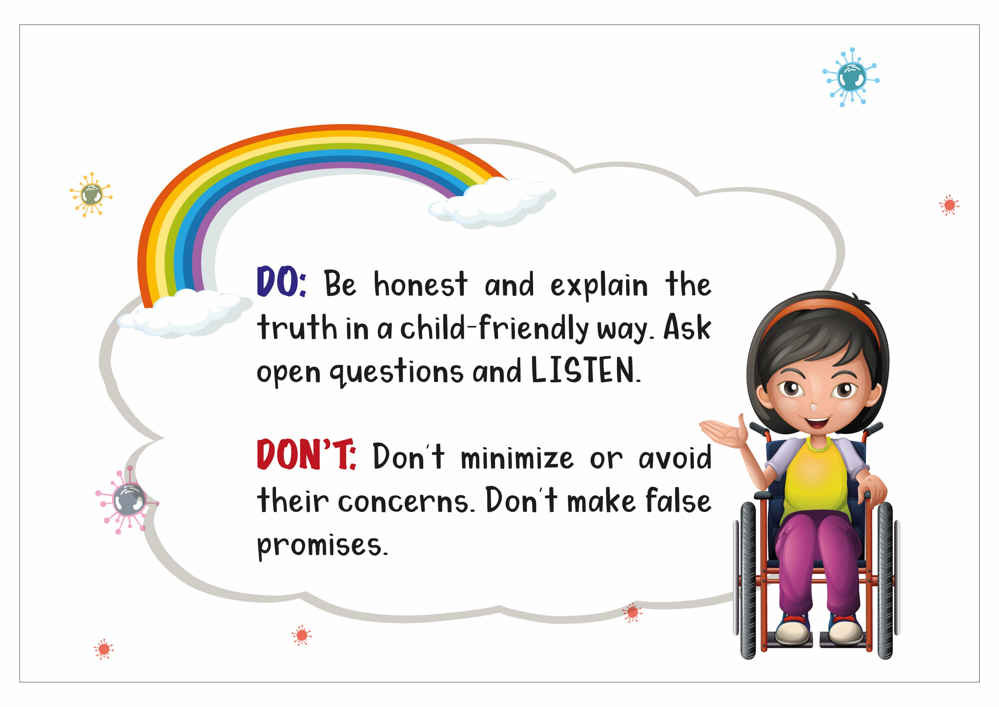 DO: Be honest and explain the
truth in a child-friendly way. Ask
open questions and LISTEN.
DON'T: Don't minimize or avoid
their concerns. Don't make false
promises.